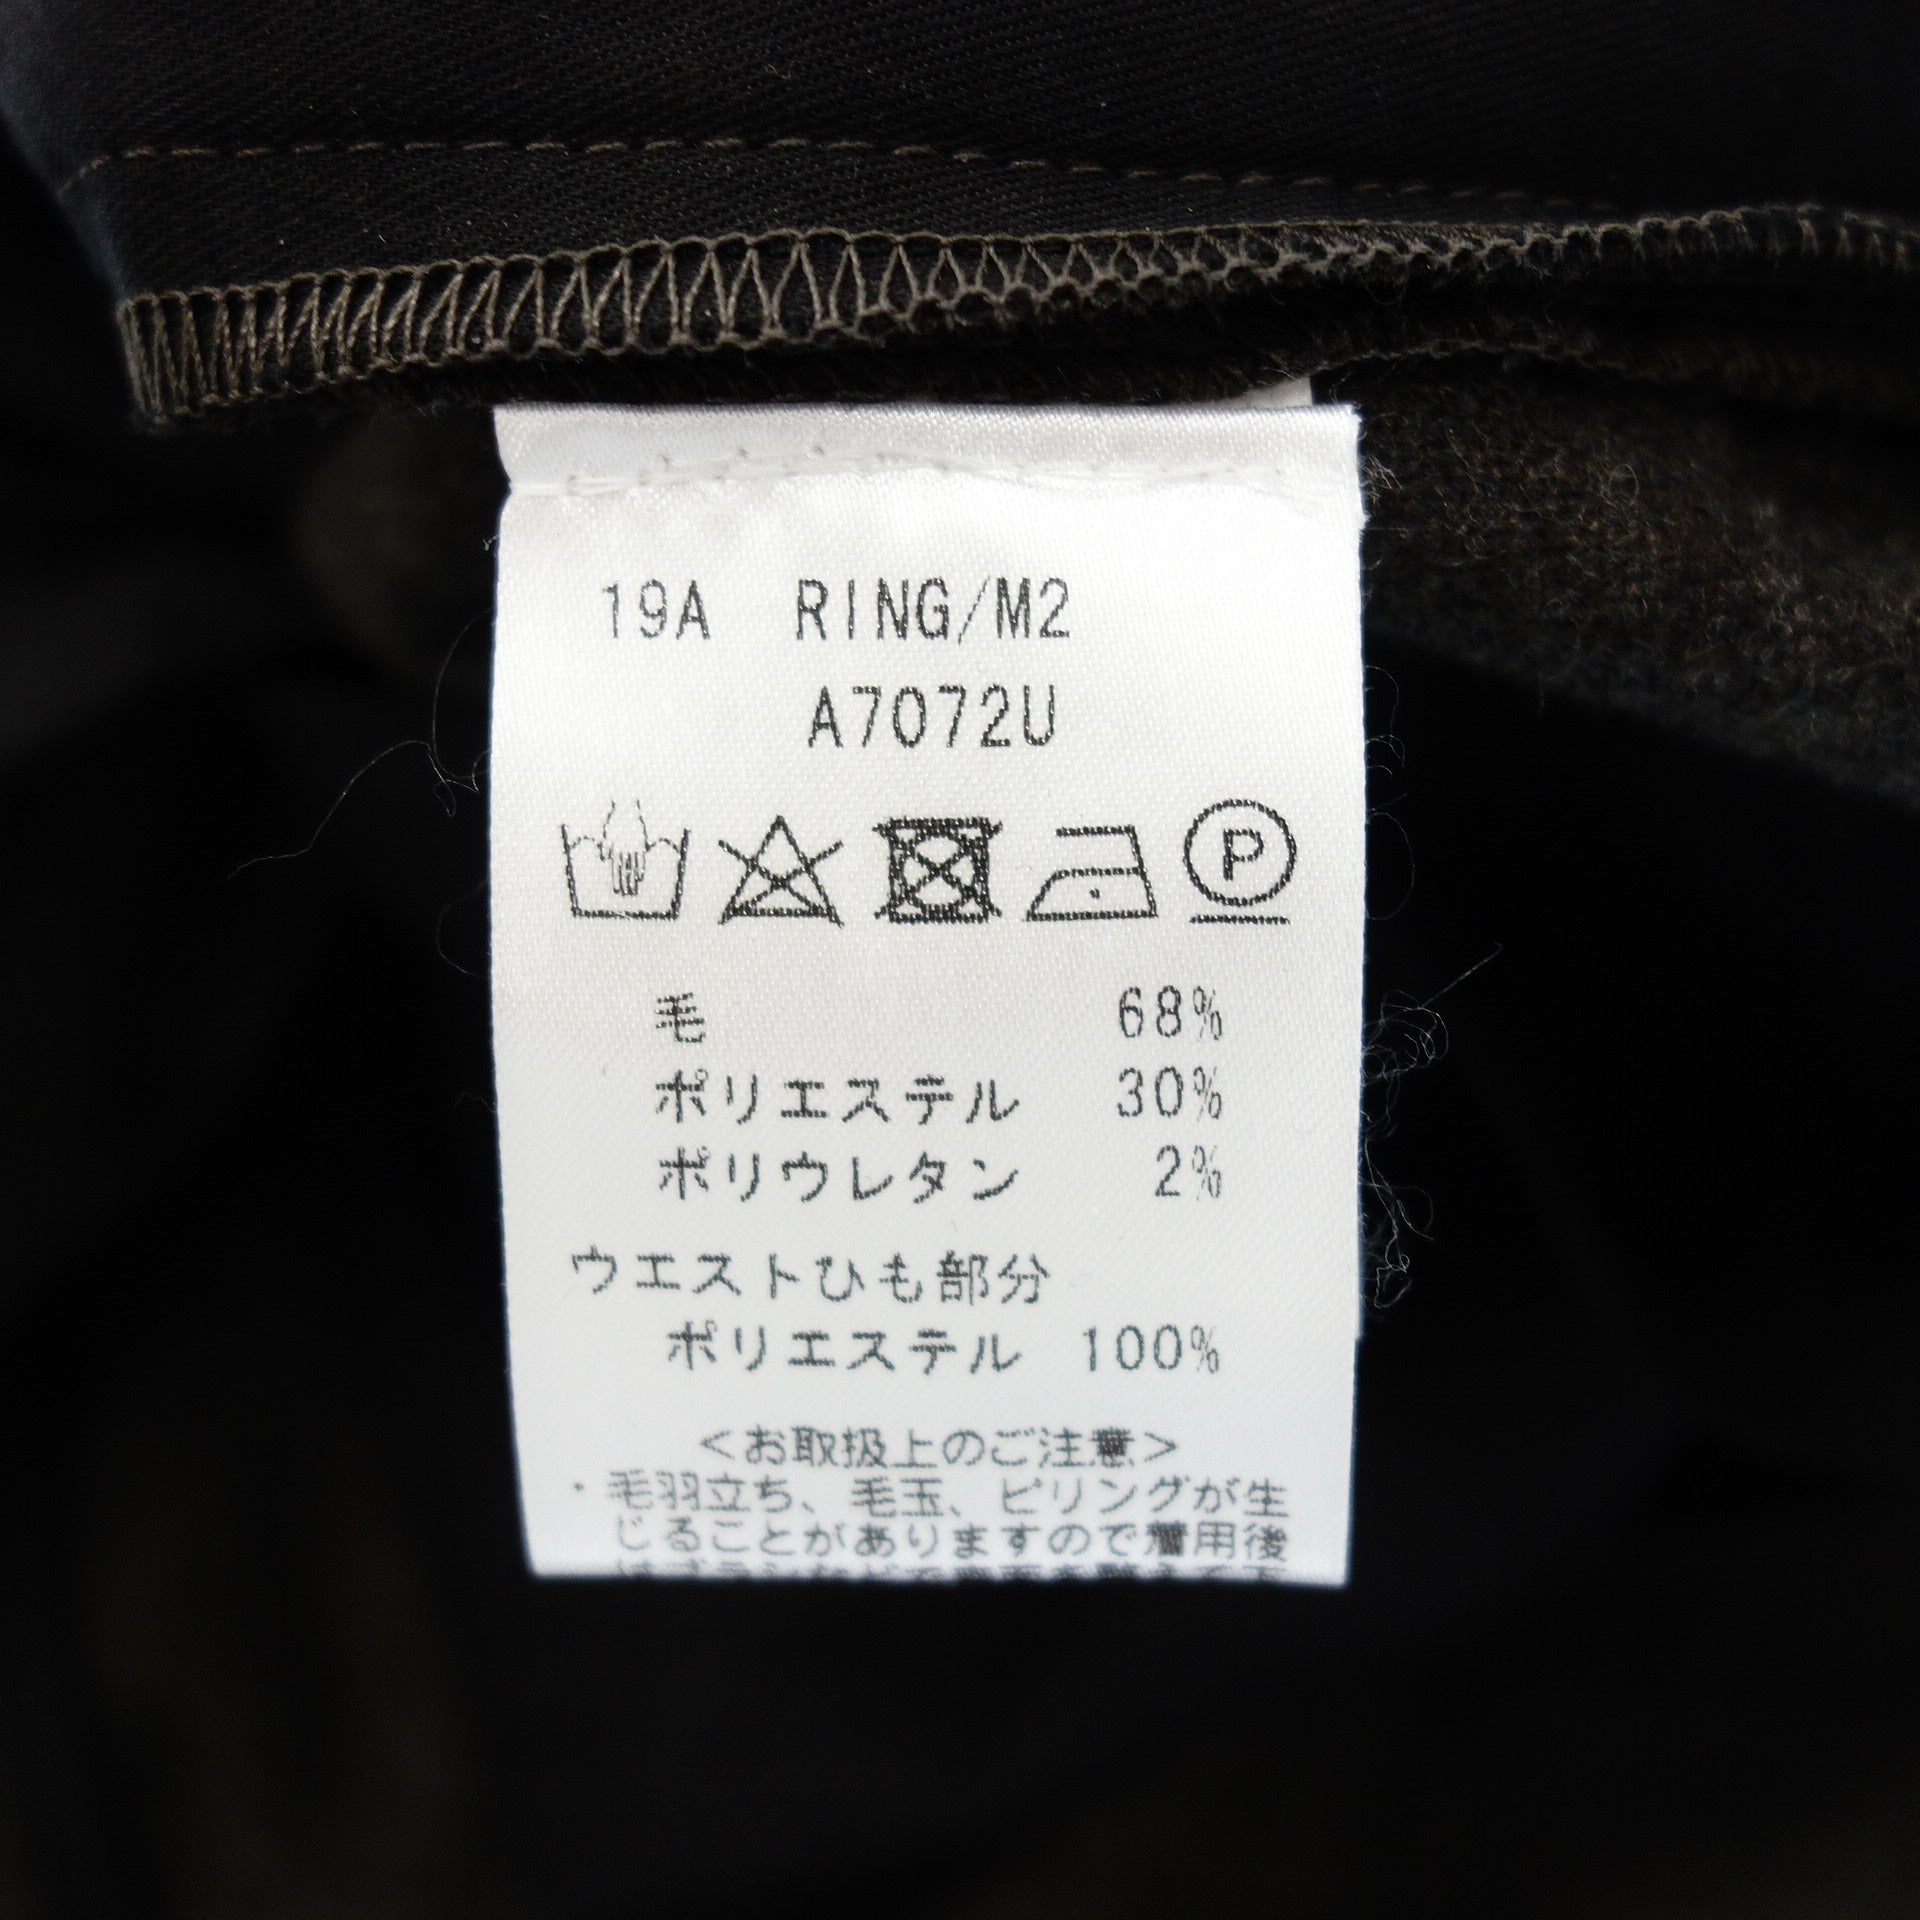 19A RING/M2
A7072U
P
毛 68%
ポリエステル 30%
ポリウレタン 2%
ウエストひも部分
ポリエステル 100%
<お取扱上のご注意>
・毛羽立ち、毛玉、ピリングが生
じることがありますので着用後